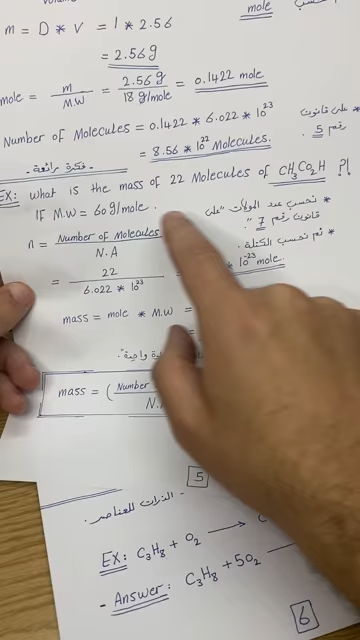 mole
m = D * V = 1 * 2.56
= 2.56 g
mole = m / M.W = 2.56 g / 18 g/mole = 0.1422 mole
Number of Molecules = 0.1422 * 6.022 * 10^23
= 8.56 * 10^22 Molecules.
* على قانون
رقم 5.
- فكرة رائعة -
EX: What is the mass of 22 Molecules of CH3CO2H ?!
If M.W = 60 g/mole.
* نحسب عدد المولات "على
قانون رقم 7".
* ثم نحسب الكتلة.
n = Number of Molecules / N.A
= 22 / 6.022 * 10^23 = * 10^-23 mole.
mass = mole * M.W =
واحدة".
mass = ( Number / N.A
5
- الذرات للعناصر.
EX: C3H8 + O2 → C
- Answer: C3H8 + 5O2 →
6